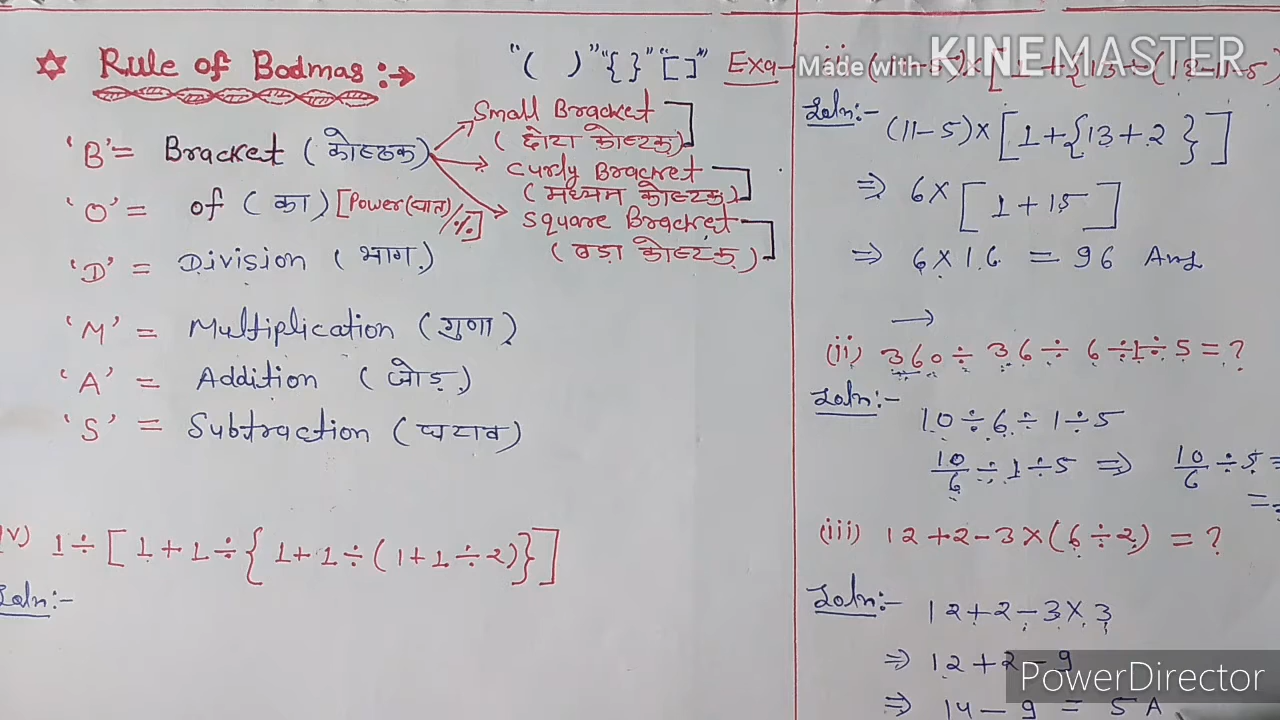 Rule of Bodmas :→
"( )" "{ }" "[ ]"
'B' = Bracket (कोष्ठक)
Small Bracket
(छोटा कोष्टक)
Curly Bracket
(मध्यम कोष्टक)
Square Bracket
(बड़ा कोष्टक)
'O' = of (का) [Power(घात)/%]
'D' = Division (भाग)
'M' = Multiplication (गुणा)
'A' = Addition (जोड़)
'S' = Subtraction (घटाव)
1÷[1+1÷{1+1÷(1+1÷2)}]
Soln:-
Exa-
Made with KINEMASTER
Soln:-
(11-5)×[1+{13+2}]
⇒ 6×[1+15]
⇒ 6×16 = 96 Ans
(ii) 360÷36÷6÷1÷5=?
Soln:-
10÷6÷1÷5
10/6÷1÷5 ⇒ 10/6÷5=
(iii) 12+2-3×(6÷2) = ?
Soln:- 12+2-3×3
⇒ 12+2-9
⇒ 14-9 = 5 A
PowerDirector